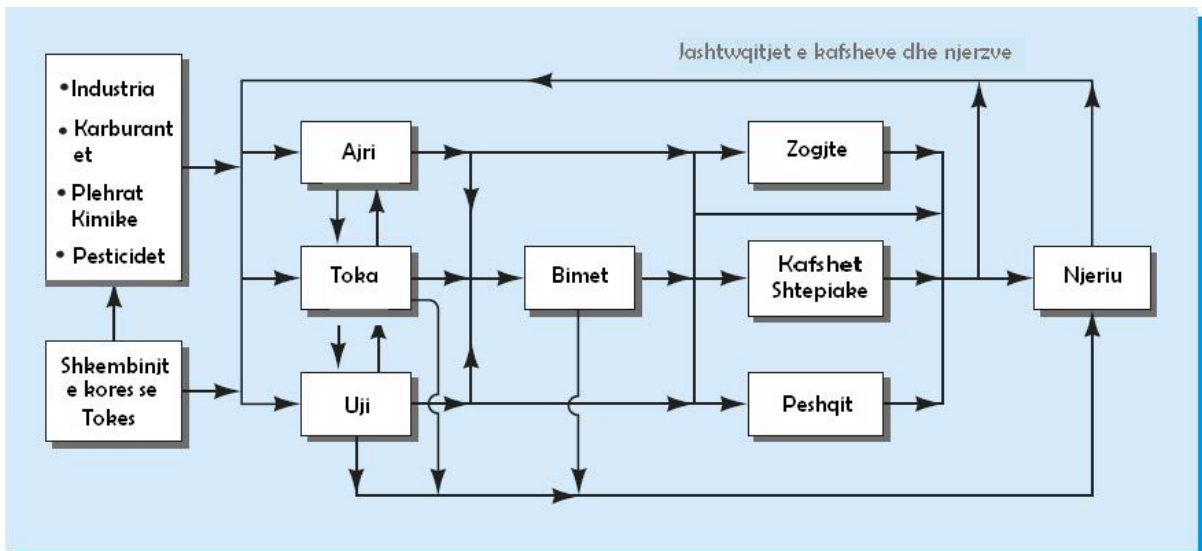 Jashtwqitjet e kafsheve dhe njerzve
• Industria
• Karburant
et
• Plehrat
Kimike
• Pesticidet
Shkembinjt
e kores se
Tokes
Ajri
Toka
Uji
Bimet
Zogjte
Kafshet
Shtepiake
Peshqit
Njeriu